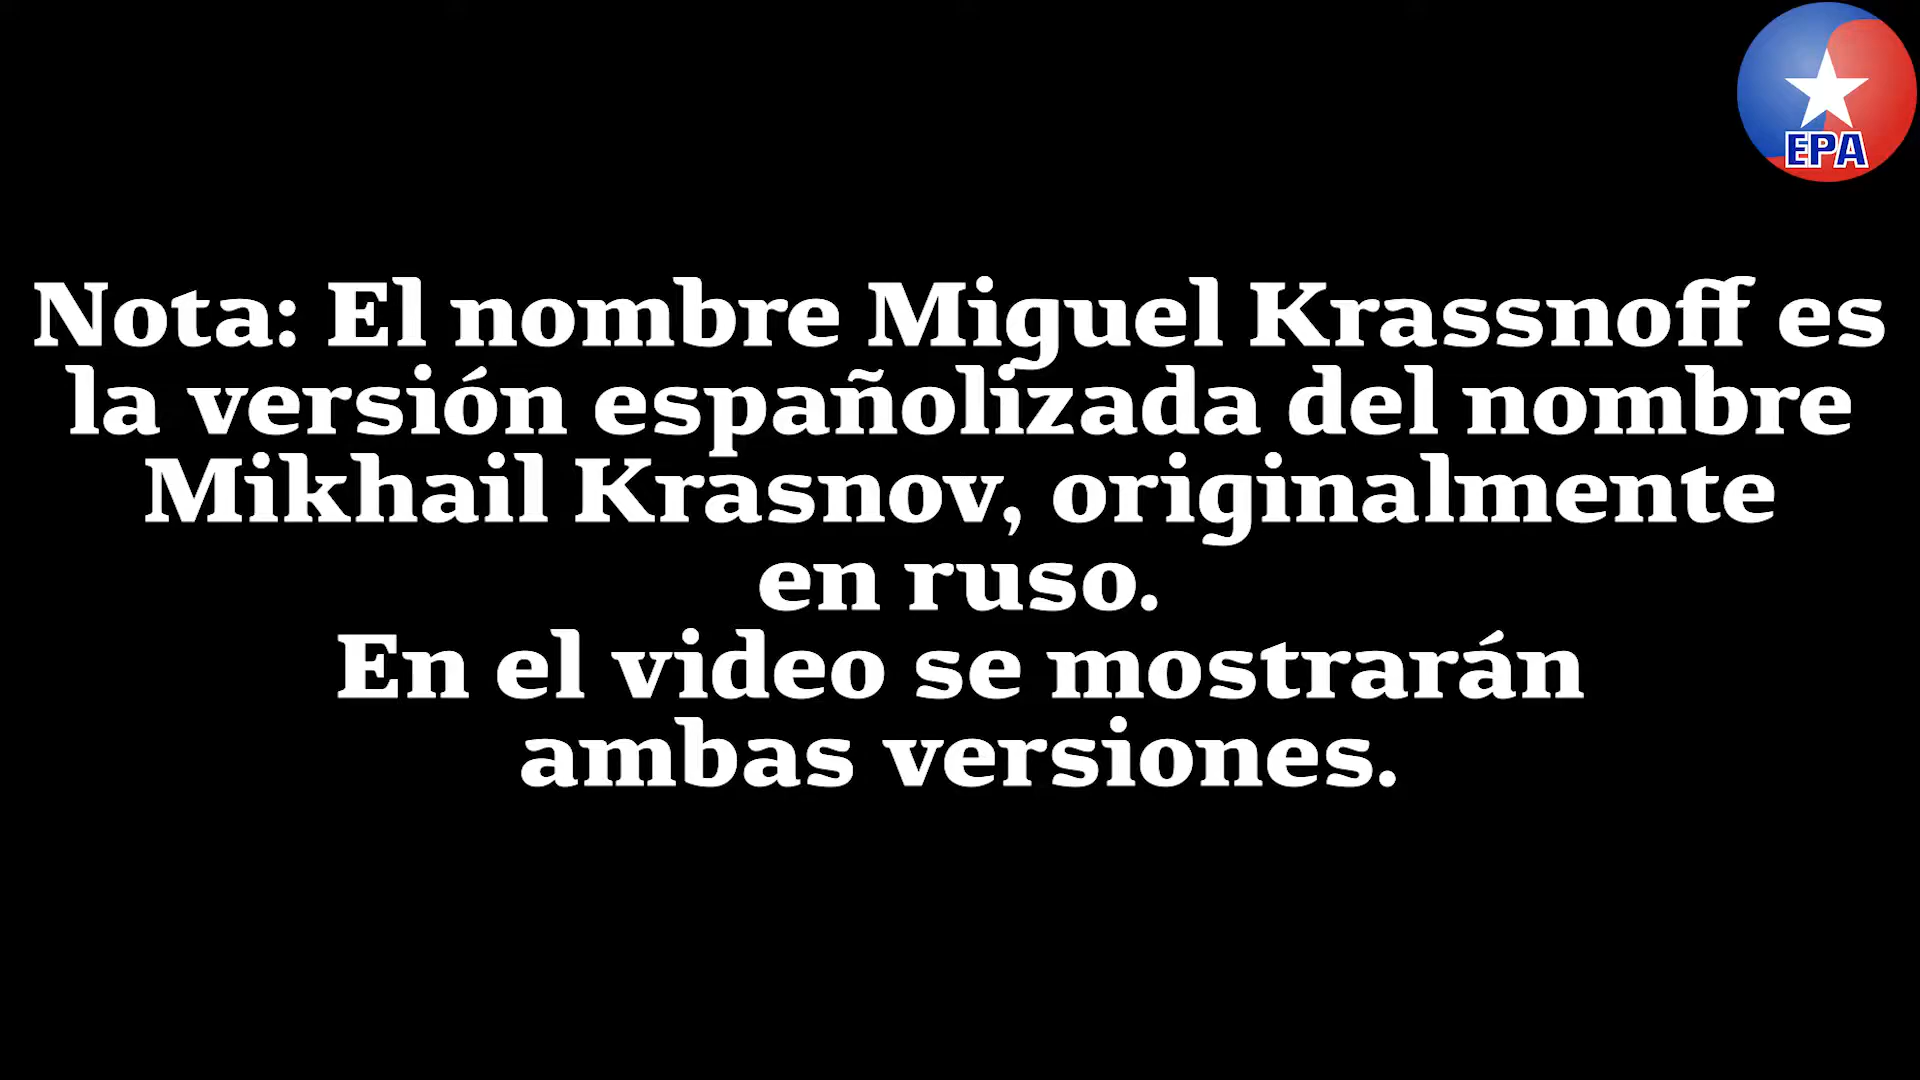 EPA
Nota: El nombre Miguel Krassnoff es
la versión españolizada del nombre
Mikhail Krasnov, originalmente
en ruso.
En el video se mostrarán
ambas versiones.